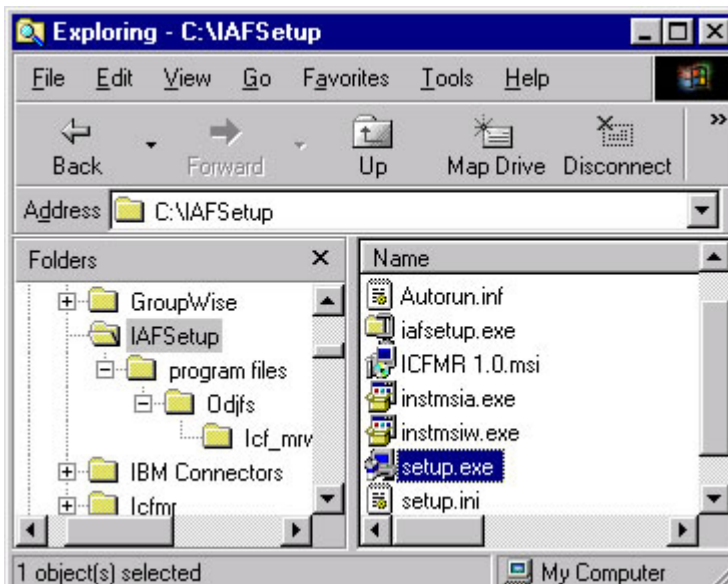 Exploring - C:\IAFSetup
File Edit View Go Favorites Tools Help
Back Forward Up Map Drive Disconnect »
Address C:\IAFSetup
Folders
GroupWise
IAFSetup
program files
Odjfs
Icf_mrv
IBM Connectors
Icfmr
Name
Autorun.inf
iafsetup.exe
ICFMR 1.0.msi
instmsia.exe
instmsiw.exe
setup.exe
setup.ini
1 object(s) selected
My Computer